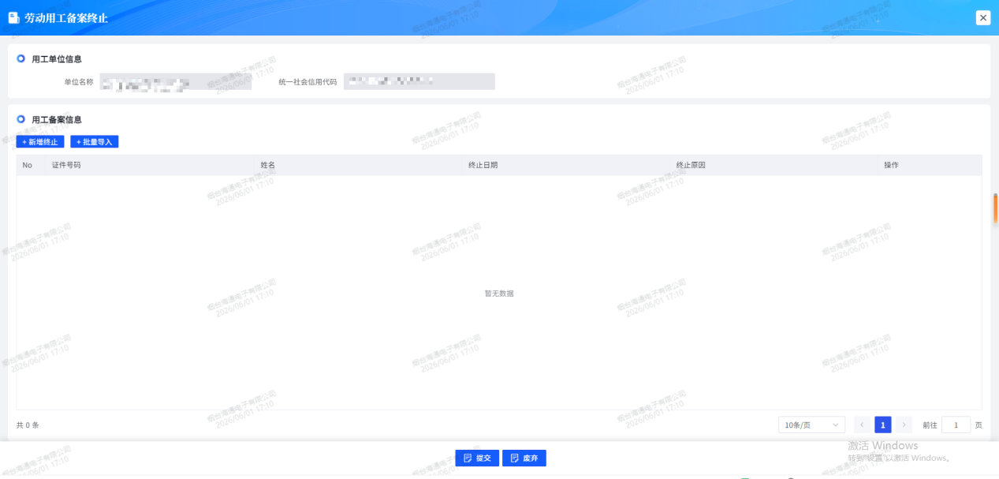 劳动用工备案终止
用工单位信息
单位名称
统一社会信用代码
用工备案信息
+ 新增终止 + 批量导入
No 证件号码 姓名 终止日期 终止原因 操作
暂无数据
共 0 条 10条/页 1 前往 1 页
提交 废弃
激活 Windows
转到"设置"以激活 Windows。
烟台海通电子有限公司
2026/06/01 17:10